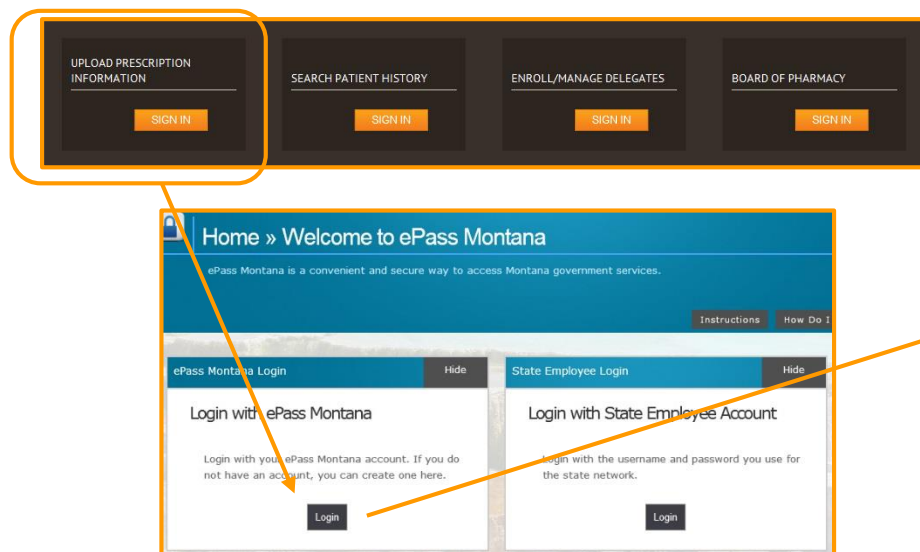 UPLOAD PRESCRIPTION
INFORMATION
SIGN IN
SEARCH PATIENT HISTORY
SIGN IN
ENROLL/MANAGE DELEGATES
SIGN IN
BOARD OF PHARMACY
SIGN IN
Home » Welcome to ePass Montana
ePass Montana is a convenient and secure way to access Montana government services.
Instructions
How Do I
ePass Montana Login
Hide
Login with ePass Montana
Login with your ePass Montana account. If you do
not have an account, you can create one here.
Login
State Employee Login
Hide
Login with State Employee Account
Login with the username and password you use for
the state network.
Login